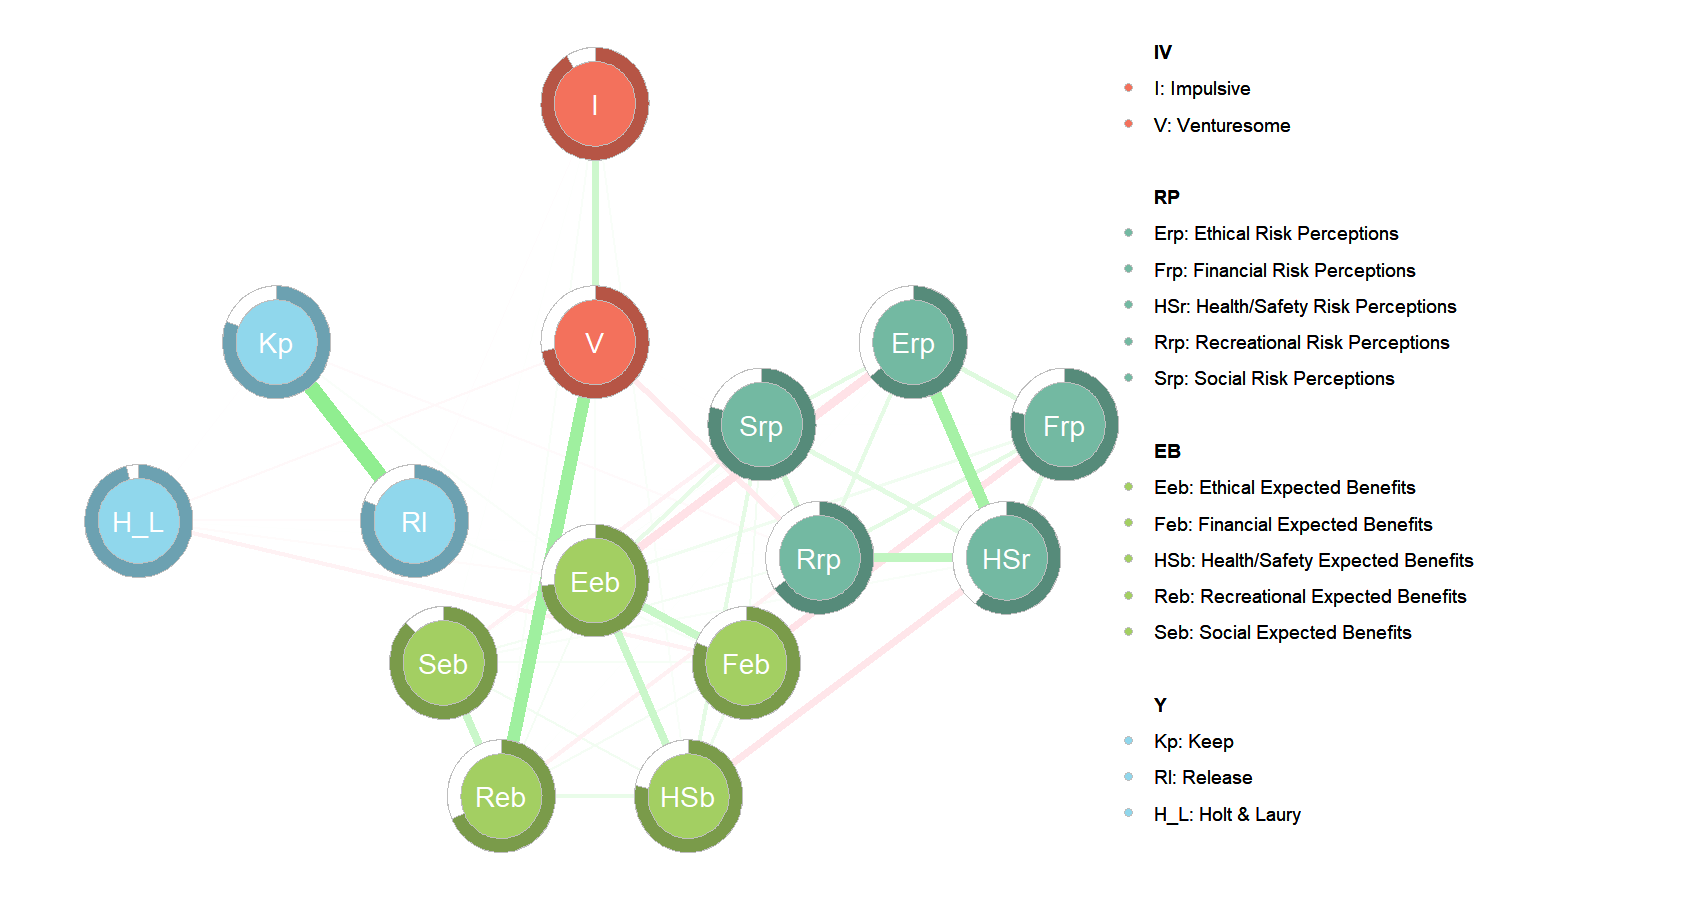 I
Kp
V
Erp
Srp
Frp
H_L
Rl
Eeb
Rrp
HSr
Seb
Feb
Reb
HSb
IV
I: Impulsive
V: Venturesome
RP
Erp: Ethical Risk Perceptions
Frp: Financial Risk Perceptions
HSr: Health/Safety Risk Perceptions
Rrp: Recreational Risk Perceptions
Srp: Social Risk Perceptions
EB
Eeb: Ethical Expected Benefits
Feb: Financial Expected Benefits
HSb: Health/Safety Expected Benefits
Reb: Recreational Expected Benefits
Seb: Social Expected Benefits
Y
Kp: Keep
Rl: Release
H_L: Holt & Laury